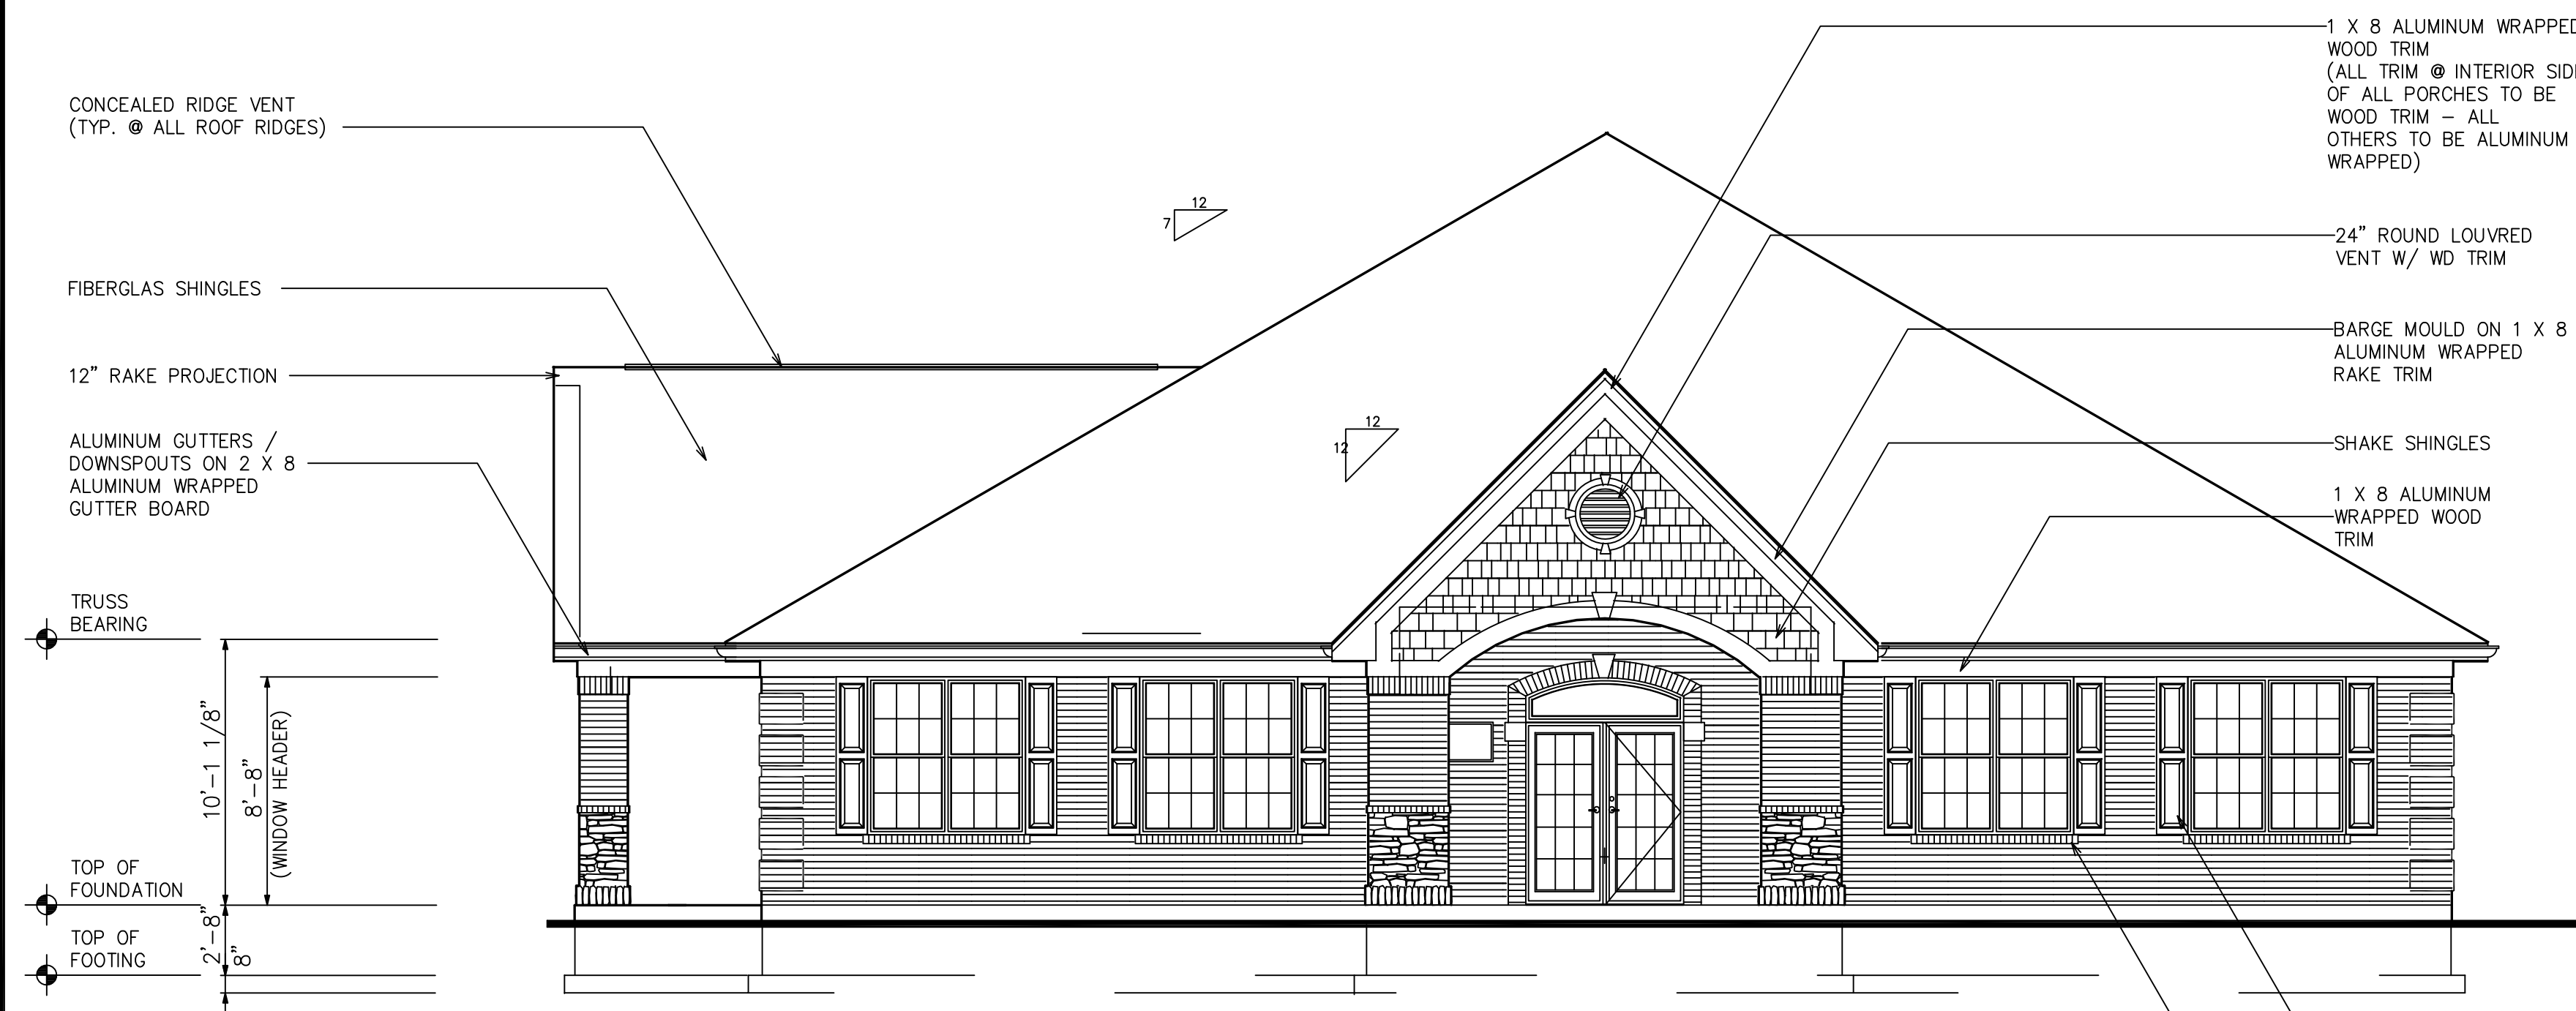 CONCEALED RIDGE VENT
(TYP. @ ALL ROOF RIDGES)
FIBERGLAS SHINGLES
12" RAKE PROJECTION
ALUMINUM GUTTERS /
DOWNSPOUTS ON 2 X 8
ALUMINUM WRAPPED
GUTTER BOARD
TRUSS
BEARING
10'-1 1/8"
8'-8"
(WINDOW HEADER)
TOP OF
FOUNDATION
TOP OF
FOOTING
2'-8"
8"
12
7
12
12
1 X 8 ALUMINUM WRAPPED
WOOD TRIM
(ALL TRIM @ INTERIOR SIDE
OF ALL PORCHES TO BE
WOOD TRIM – ALL
OTHERS TO BE ALUMINUM
WRAPPED)
24" ROUND LOUVRED
VENT W/ WD TRIM
BARGE MOULD ON 1 X 8
ALUMINUM WRAPPED
RAKE TRIM
SHAKE SHINGLES
1 X 8 ALUMINUM
WRAPPED WOOD
TRIM